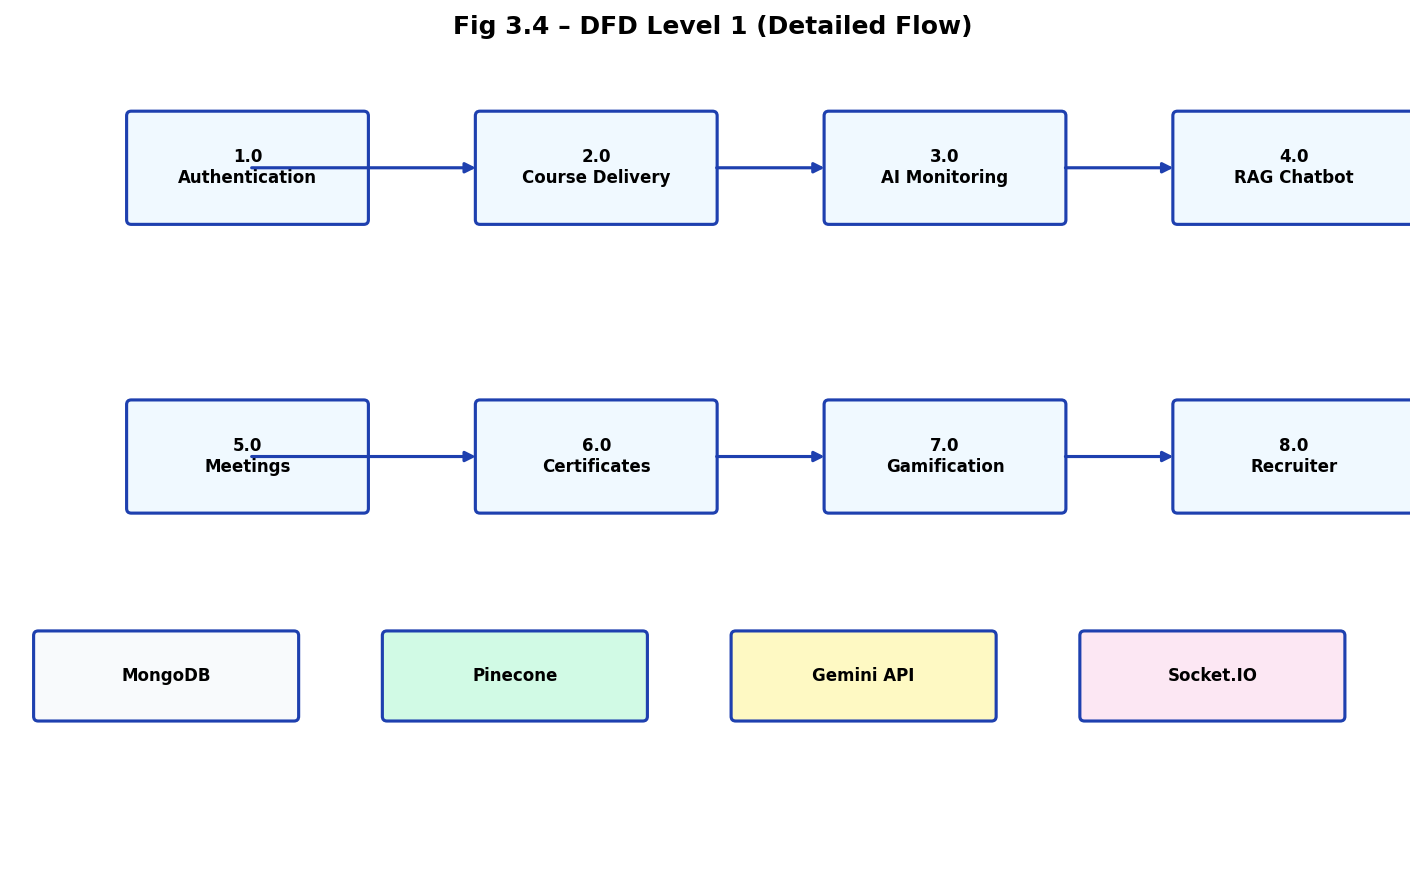 Fig 3.4 – DFD Level 1 (Detailed Flow)
1.0
Authentication
2.0
Course Delivery
3.0
AI Monitoring
4.0
RAG Chatbot
5.0
Meetings
6.0
Certificates
7.0
Gamification
8.0
Recruiter
MongoDB
Pinecone
Gemini API
Socket.IO